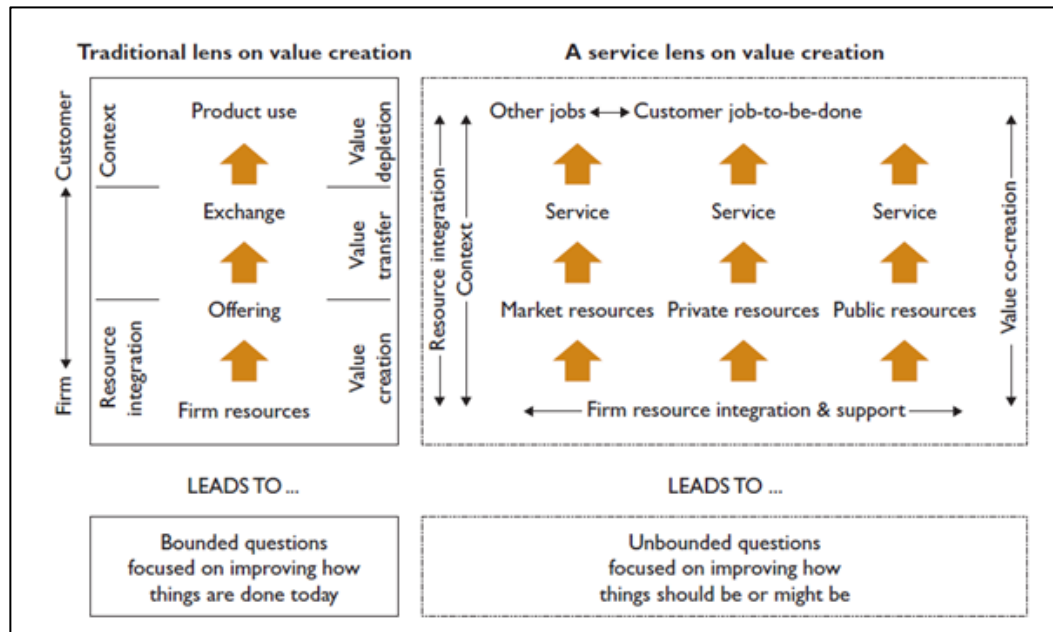 Traditional lens on value creation
Customer
Firm
Context
Resource
integration
Product use
Exchange
Offering
Firm resources
Value
depletion
Value
transfer
Value
creation
LEADS TO ...
Bounded questions
focused on improving how
things are done today
A service lens on value creation
Resource integration
Context
Other jobs
Customer job-to-be-done
Service
Service
Service
Market resources
Private resources
Public resources
Firm resource integration & support
Value co-creation
LEADS TO ...
Unbounded questions
focused on improving how
things should be or might be